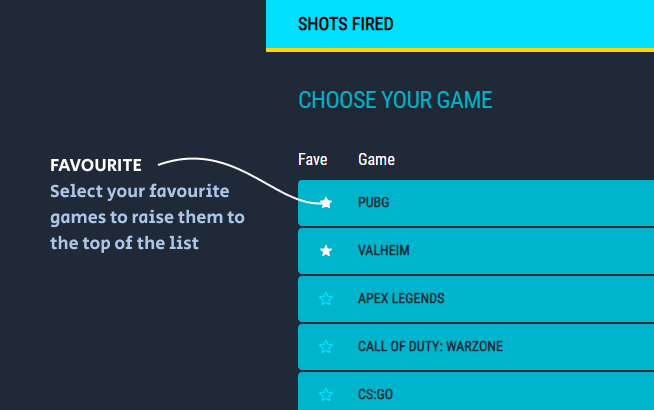 SHOTS FIRED
CHOOSE YOUR GAME
FAVOURITE
Select your favourite
games to raise them to
the top of the list
Fave Game
PUBG
VALHEIM
APEX LEGENDS
CALL OF DUTY: WARZONE
CS:GO